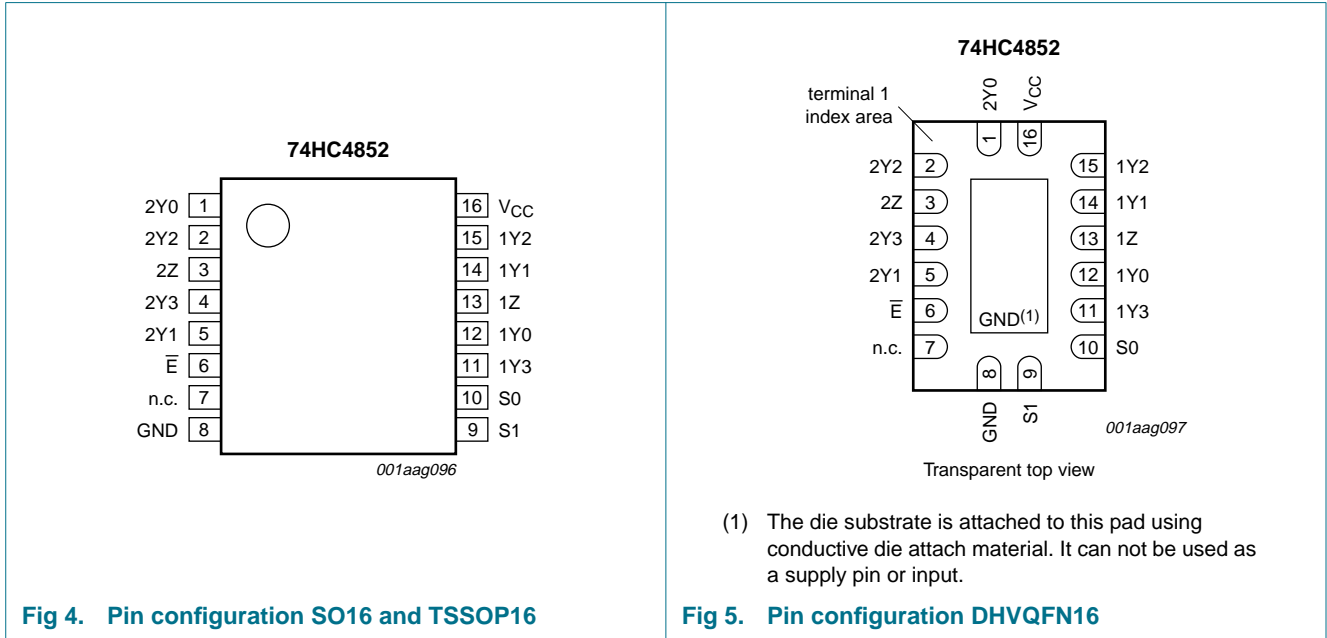 74HC4852
2Y0 1 16 VCC
2Y2 2 15 1Y2
2Z 3 14 1Y1
2Y3 4 13 1Z
2Y1 5 12 1Y0
E̅ 6 11 1Y3
n.c. 7 10 S0
GND 8 9 S1
001aag096
Fig 4. Pin configuration SO16 and TSSOP16
74HC4852
terminal 1
index area
2Y0 VCC
1 16
2Y2 2 15 1Y2
2Z 3 14 1Y1
2Y3 4 13 1Z
2Y1 5 12 1Y0
E̅ 6 11 1Y3
GND(1)
n.c. 7 10 S0
8 9
GND S1
001aag097
Transparent top view
(1) The die substrate is attached to this pad using
conductive die attach material. It can not be used as
a supply pin or input.
Fig 5. Pin configuration DHVQFN16